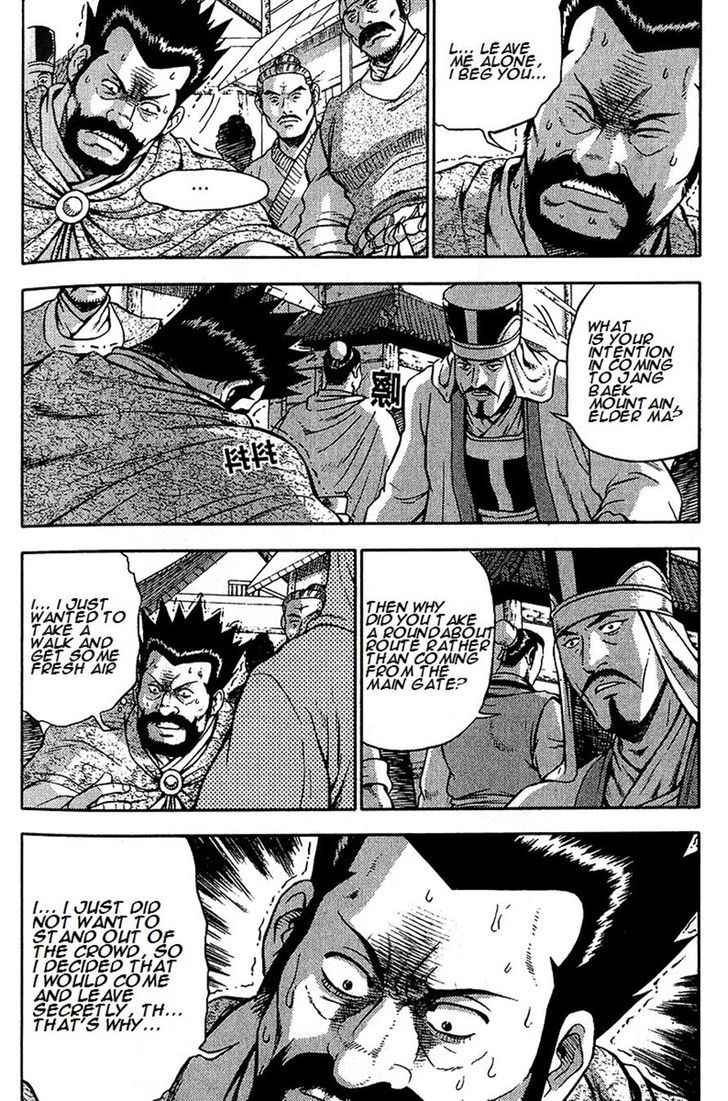 ...
L... LEAVE
ME ALONE,
I BEG YOU...
WHAT
IS YOUR
INTENTION
IN COMING
TO JANG
BAEK
MOUNTAIN,
ELDER MA?
I... I JUST
WANTED TO
TAKE A
WALK AND
GET SOME
FRESH AIR
THEN WHY
DID YOU TAKE
A ROUNDABOUT
ROUTE RATHER
THAN COMING
FROM THE
MAIN GATE?
I... I JUST DID
NOT WANT TO
STAND OUT OF
THE CROWD, SO
I DECIDED THAT
I WOULD COME
AND LEAVE
SECRETLY, TH...
THAT'S WHY...